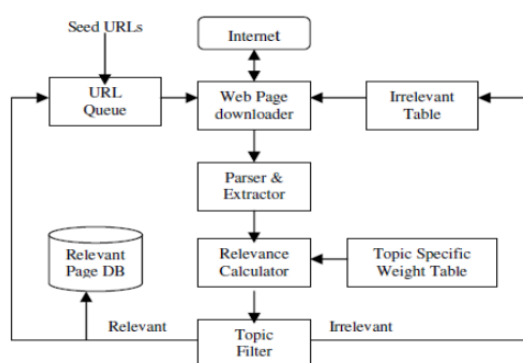 Seed URLs
Internet
URL
Queue
Web Page
downloader
Irrelevant
Table
Parser &
Extractor
Relevant
Page DB
Relevance
Calculator
Topic Specific
Weight Table
Relevant
Topic
Filter
Irrelevant